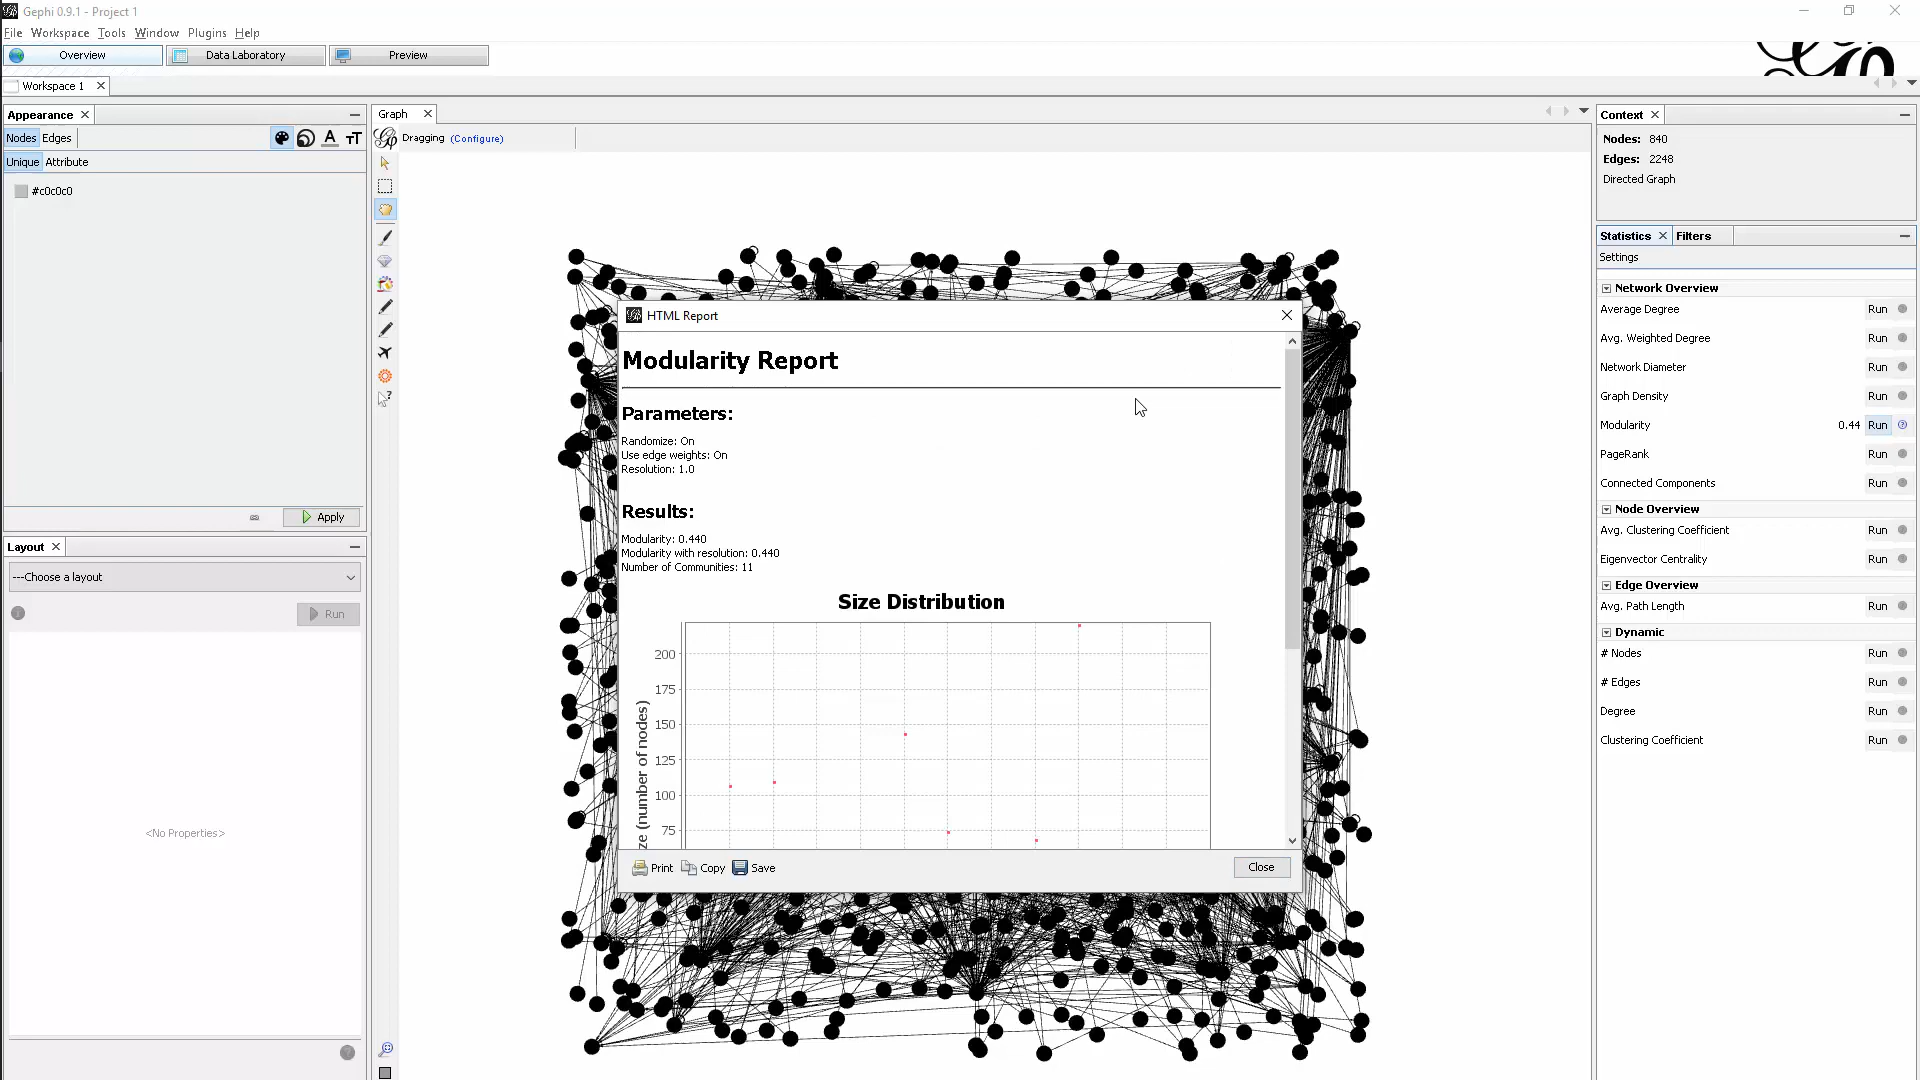 Gephi 0.9.1 - Project 1
File Workspace Tools Window Plugins Help
Overview Data Laboratory Preview
Workspace 1
Appearance
Nodes Edges
Unique Attribute
#c0c0c0
Apply
Layout
---Choose a layout
Run
<No Properties>
Graph
Dragging (Configure)
HTML Report
Modularity Report
Parameters:
Randomize: On
Use edge weights: On
Resolution: 1.0
Results:
Modularity: 0.440
Modularity with resolution: 0.440
Number of Communities: 11
Size Distribution
200
175
150
125
100
75
(number of nodes)
Print Copy Save
Close
Context
Nodes: 840
Edges: 2248
Directed Graph
Statistics Filters
Settings
Network Overview
Average Degree Run
Avg. Weighted Degree Run
Network Diameter Run
Graph Density Run
Modularity 0.44 Run
PageRank Run
Connected Components Run
Node Overview
Avg. Clustering Coefficient Run
Eigenvector Centrality Run
Edge Overview
Avg. Path Length Run
Dynamic
# Nodes Run
# Edges Run
Degree Run
Clustering Coefficient Run